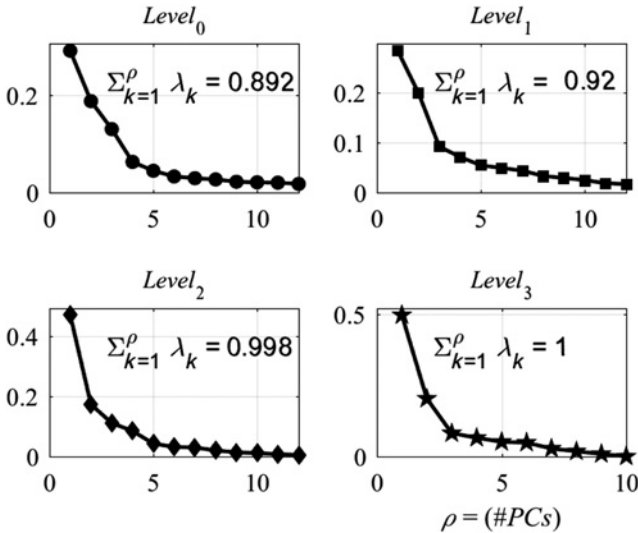 Level₀
Σᵨₖ₌₁ λₖ = 0.892
0.2
0
0 5 10
Level₁
Σᵨₖ₌₁ λₖ = 0.92
0.2
0.1
0
0 5 10
Level₂
Σᵨₖ₌₁ λₖ = 0.998
0.4
0.2
0
0 5 10
Level₃
Σᵨₖ₌₁ λₖ = 1
0.5
0
0 5 10
ρ = (#PCs)